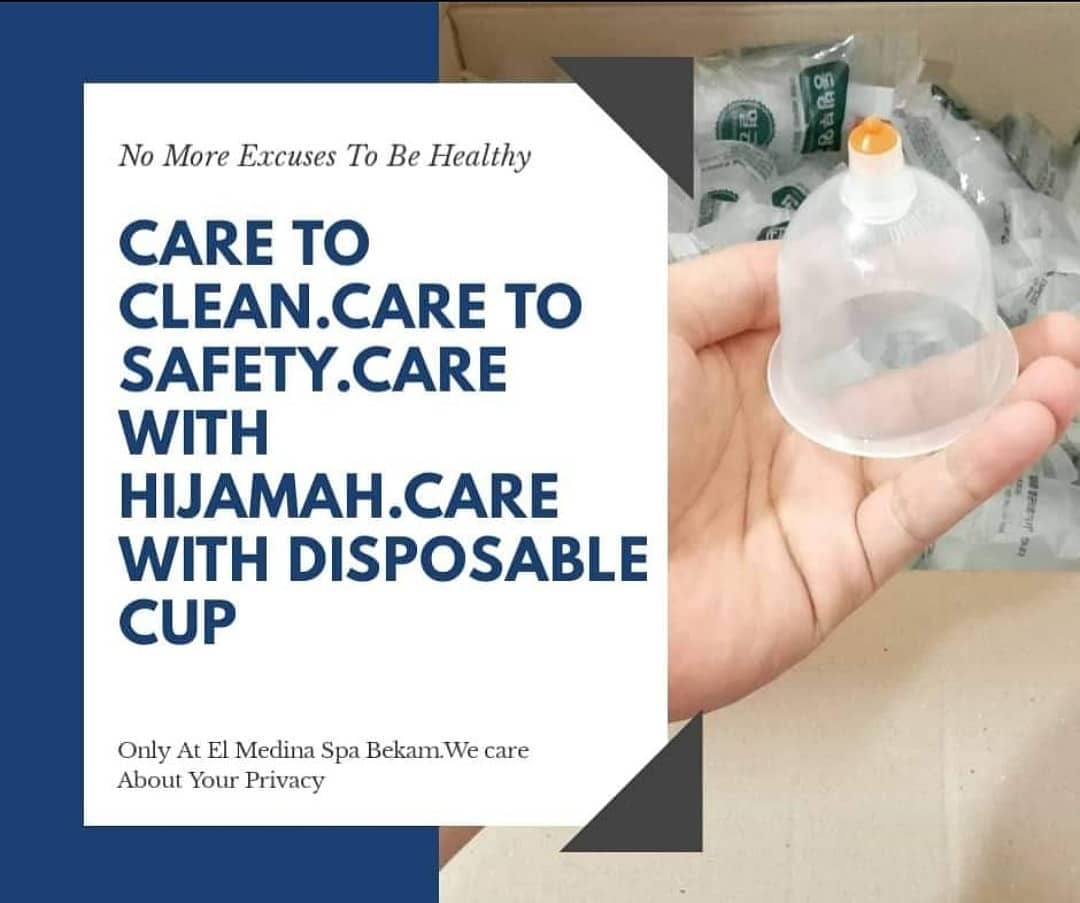 No More Excuses To Be Healthy
CARE TO
CLEAN.CARE TO
SAFETY.CARE
WITH
HIJAMAH.CARE
WITH DISPOSABLE
CUP
Only At El Medina Spa Bekam.We care
About Your Privacy